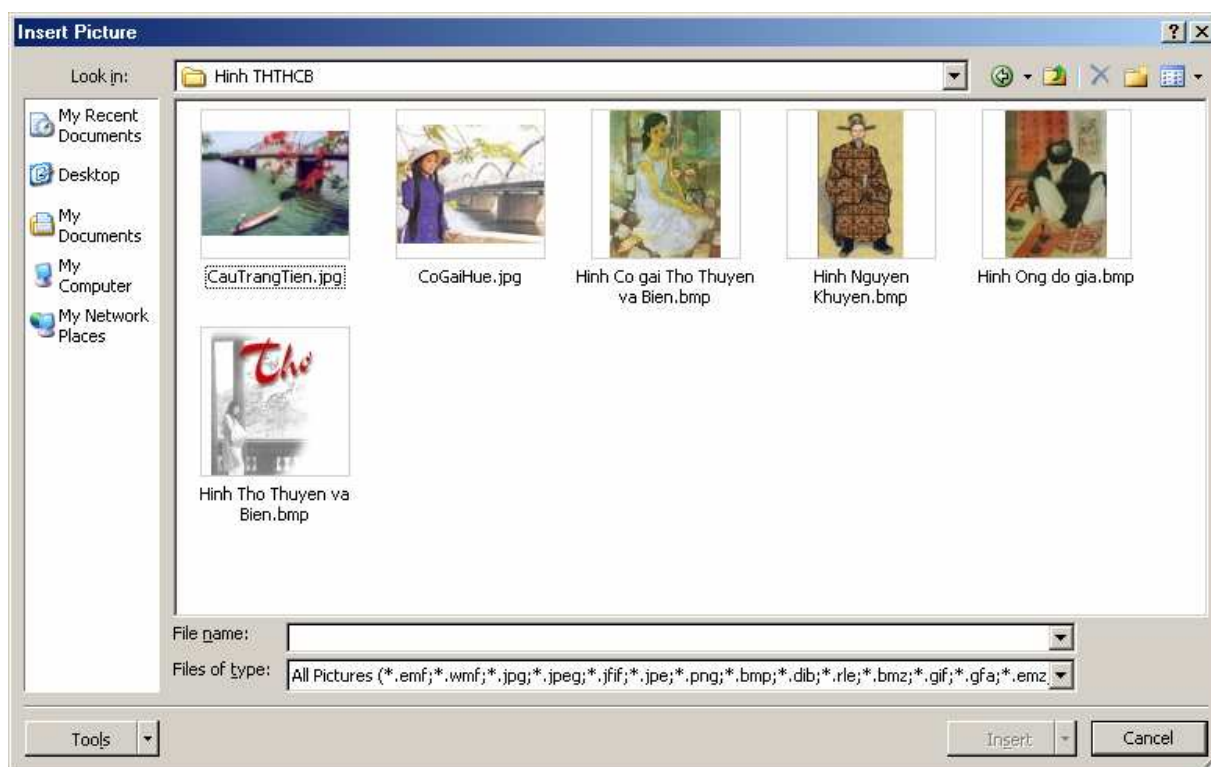 Insert Picture
Look in:
Hinh THTHCB
My Recent
Documents
Desktop
My
Documents
My
Computer
My Network
Places
CauTrangTien.jpg
CoGaiHue.jpg
Hinh Co gai Tho Thuyen
va Bien.bmp
Hinh Nguyen
Khuyen.bmp
Hinh Ong do gia.bmp
Thơ
Hinh Tho Thuyen va
Bien.bmp
File name:
Files of type:
All Pictures (*.emf;*.wmf;*.jpg;*.jpeg;*.jfif;*.jpe;*.png;*.bmp;*.dib;*.rle;*.bmz;*.gif;*.gfa;*.emz
Tools
Insert
Cancel